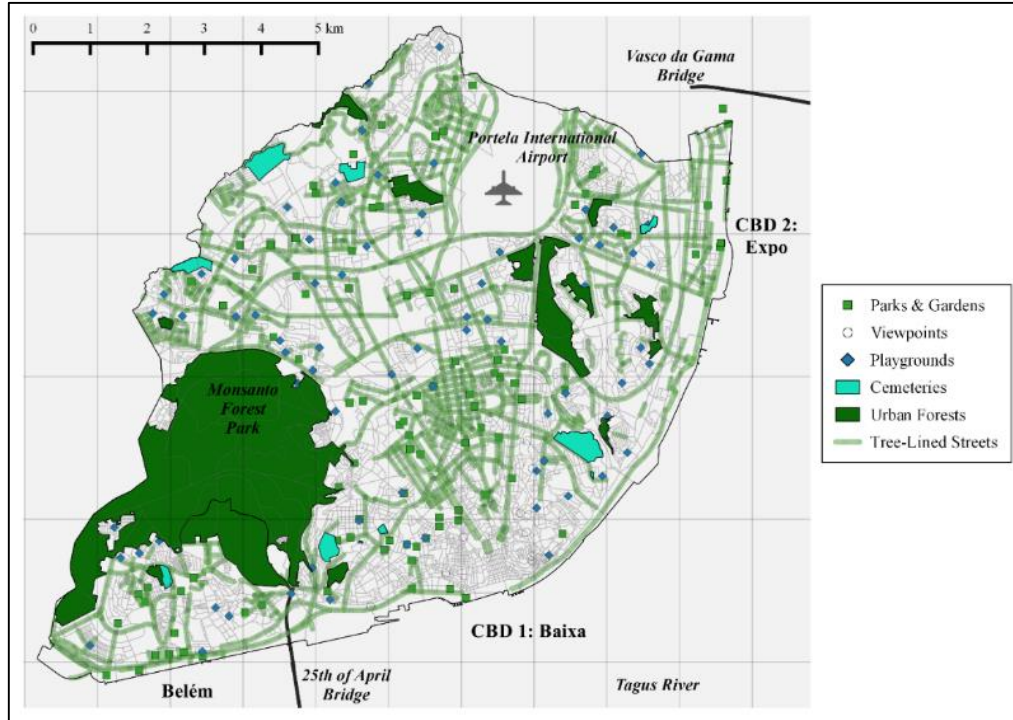 0 1 2 3 4 5 km
Vasco da Gama
Bridge
Portela International
Airport
CBD 2:
Expo
Parks & Gardens
Viewpoints
Playgrounds
Cemeteries
Urban Forests
Tree-Lined Streets
Monsanto
Forest
Park
CBD 1: Baixa
25th of April
Bridge
Belém
Tagus River